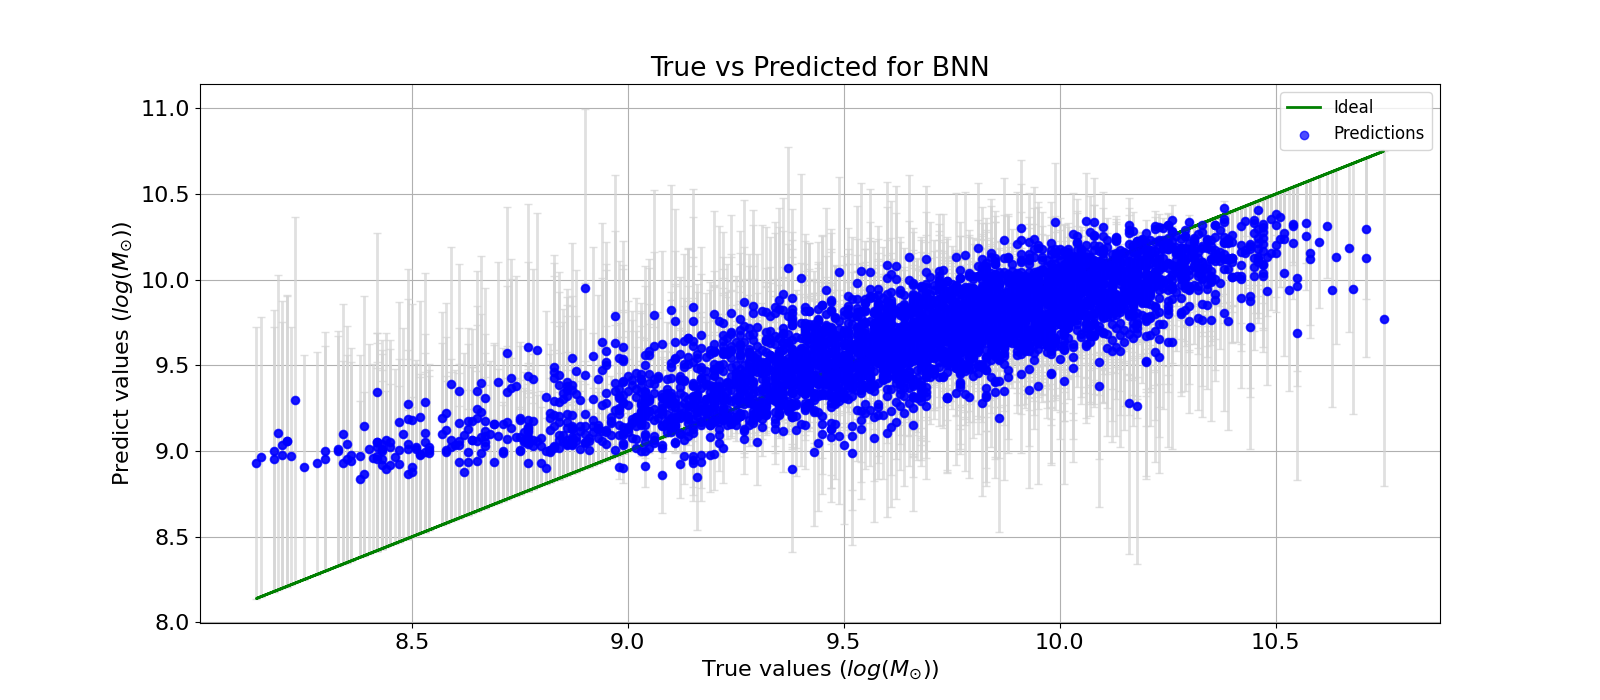 True vs Predicted for BNN
Ideal
Predictions
11.0
10.5
10.0
9.5
9.0
8.5
8.0
Predict values (log(M⊙))
8.5 9.0 9.5 10.0 10.5
True values (log(M⊙))